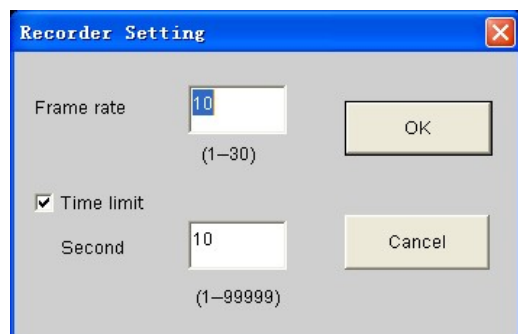 Recorder Setting
Frame rate
10
(1—30)
OK
Time limit
Second
10
Cancel
(1—99999)